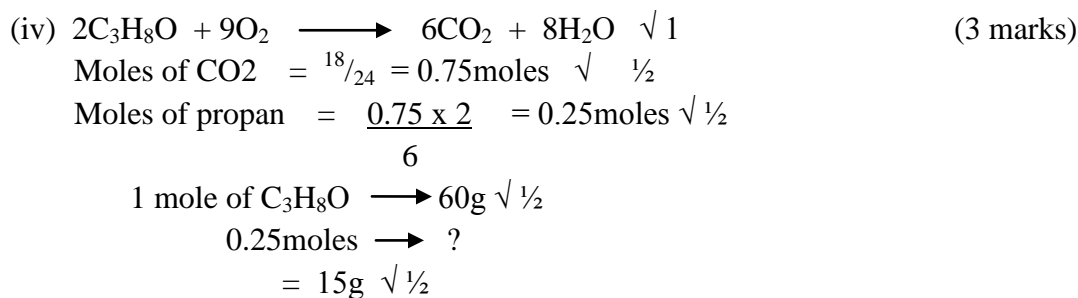 (iv) 2C₃H₈O + 9O₂ ⟶ 6CO₂ + 8H₂O √ 1 (3 marks)
Moles of CO2 = ¹⁸/₂₄ = 0.75moles √ ½
Moles of propan = 0.75 x 2 = 0.25moles √ ½
6
1 mole of C₃H₈O ⟶ 60g √ ½
0.25moles ⟶ ?
= 15g √ ½